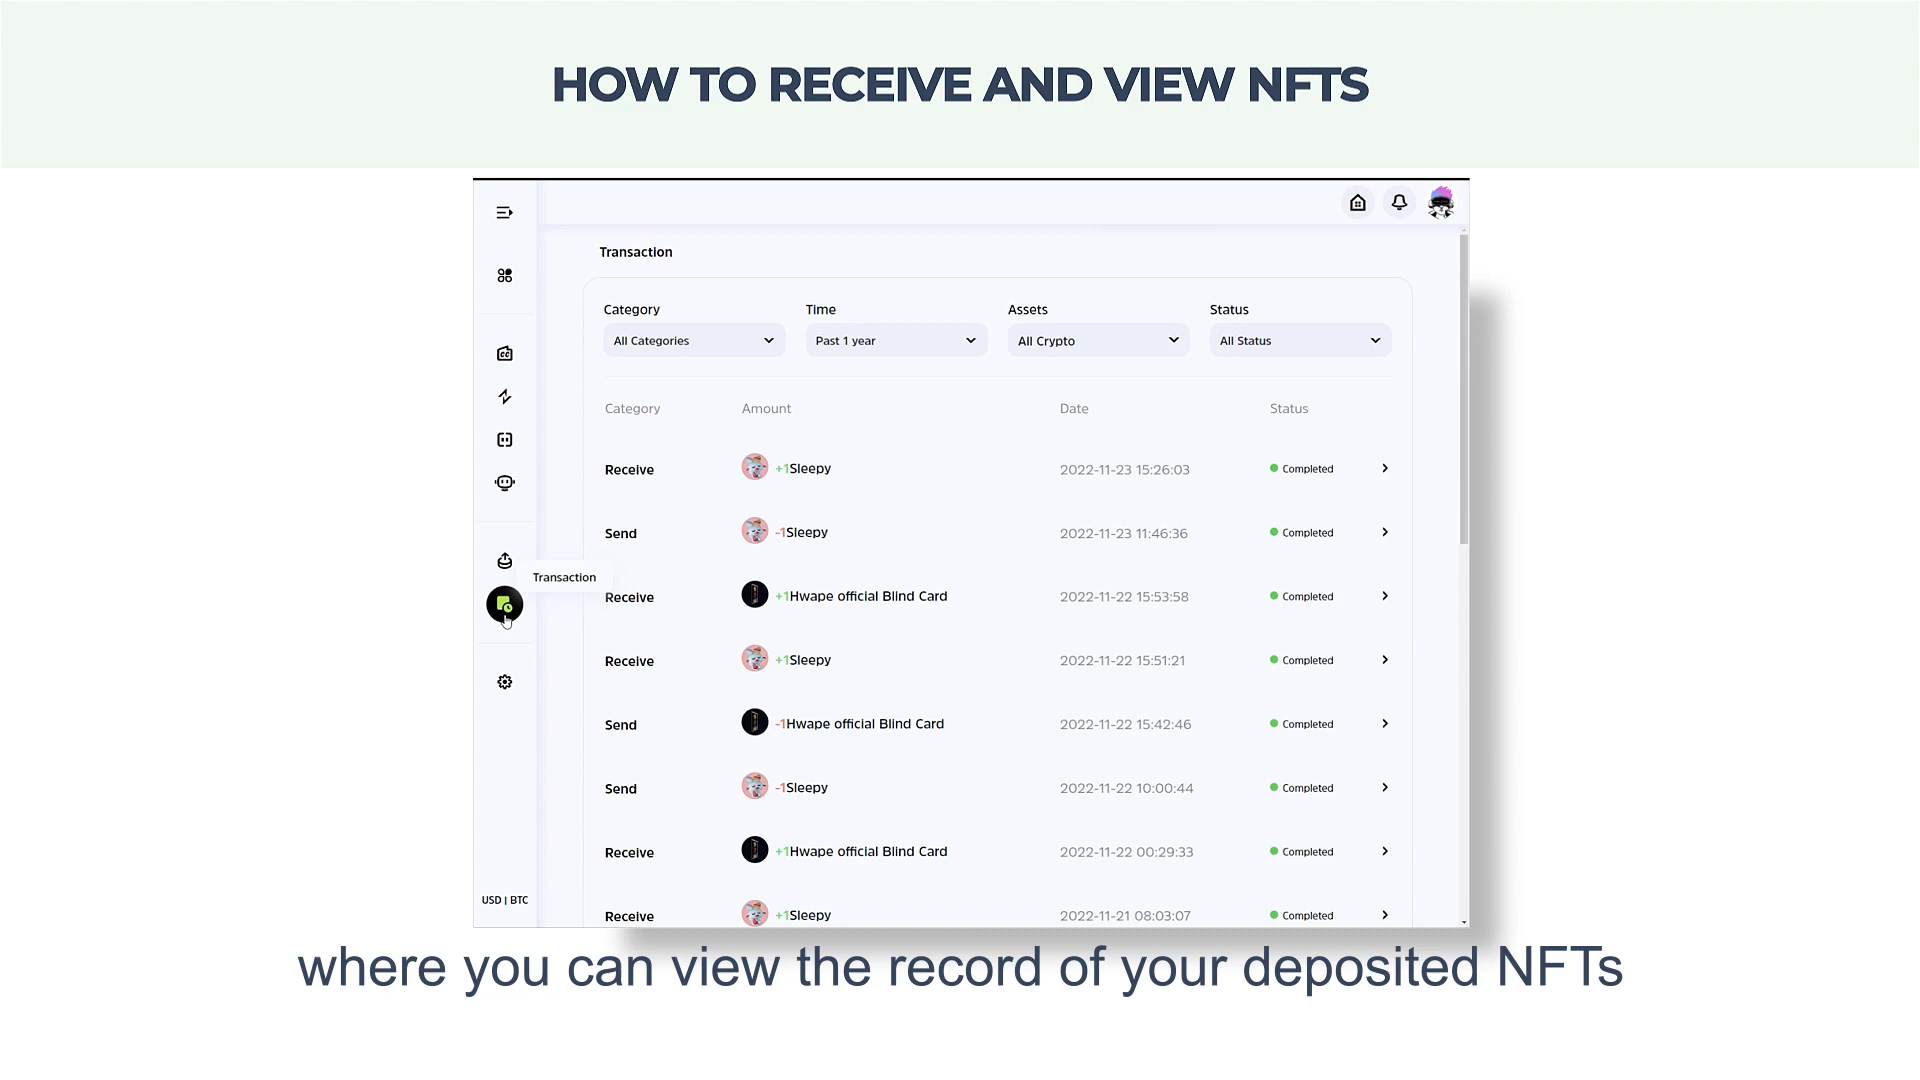 HOW TO RECEIVE AND VIEW NFTS
Transaction
Category Time Assets Status
All Categories Past 1 year All Crypto All Status
Category Amount Date Status
Receive +1Sleepy 2022-11-23 15:26:03 Completed
Send -1Sleepy 2022-11-23 11:46:36 Completed
Transaction
Receive +1Hwape official Blind Card 2022-11-22 15:53:58 Completed
Receive +1Sleepy 2022-11-22 15:51:21 Completed
Send -1Hwape official Blind Card 2022-11-22 15:42:46 Completed
Send -1Sleepy 2022-11-22 10:00:44 Completed
Receive +1Hwape official Blind Card 2022-11-22 00:29:33 Completed
USD | BTC
Receive +1Sleepy 2022-11-21 08:03:07 Completed
where you can view the record of your deposited NFTs